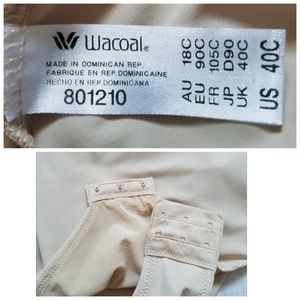 Wacoal®
MADE IN DOMINICAN REP.
FABRIQUE EN REP. DOMINICAINE
HECHO EN REP. DOMINICANA
801210
AU 18C
EU 90C
FR 105C
JP D90
UK 40C
US 40C